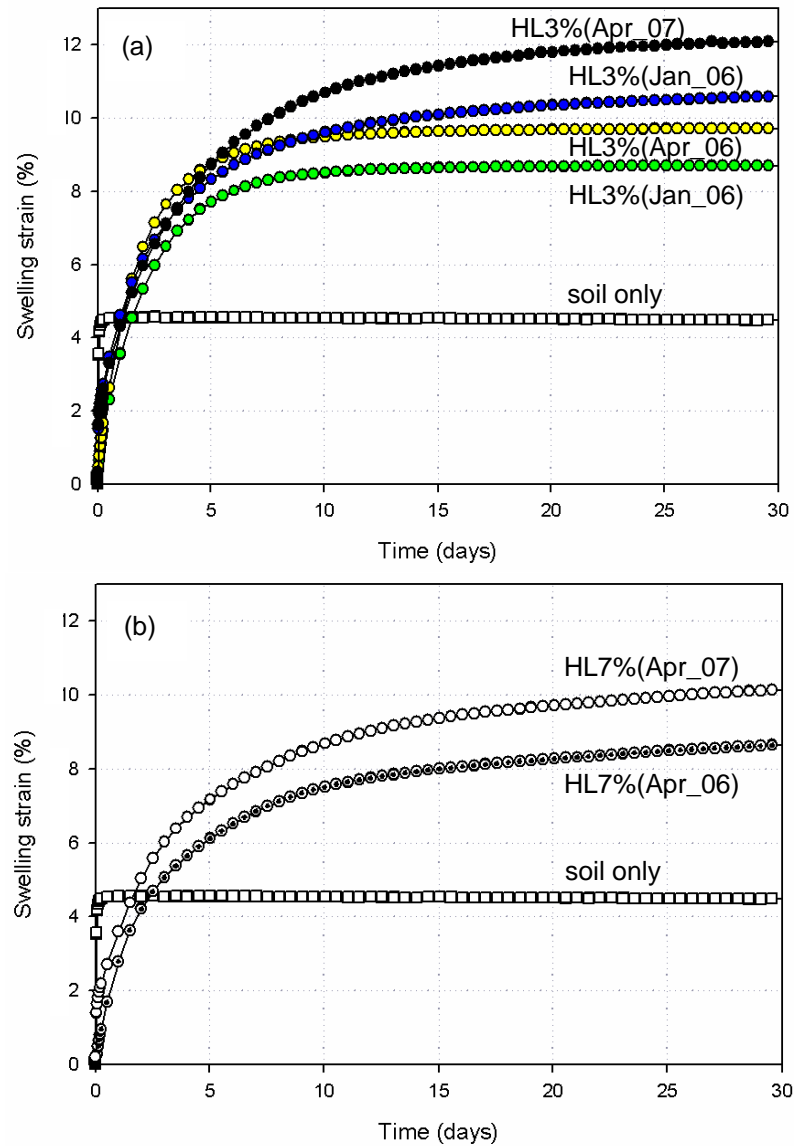 (a)
HL3%(Apr_07)
HL3%(Jan_06)
HL3%(Apr_06)
HL3%(Jan_06)
soil only
Swelling strain (%)
12
10
8
6
4
2
0
0 5 10 15 20 25 30
Time (days)
(b)
HL7%(Apr_07)
HL7%(Apr_06)
soil only
Swelling strain (%)
12
10
8
6
4
2
0
0 5 10 15 20 25 30
Time (days)